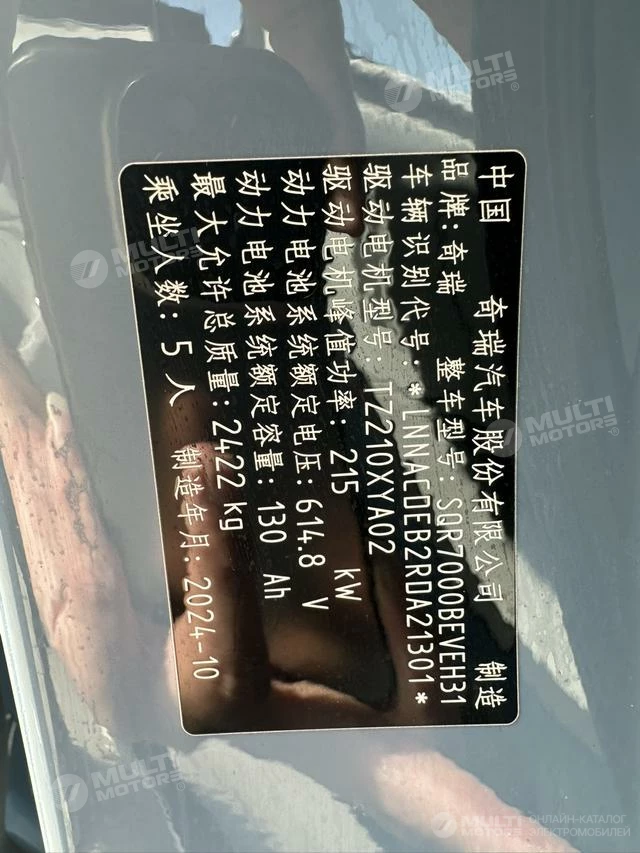 中国 奇瑞汽车股份有限公司 制造
品牌: 奇瑞 整车型号: SQR7000BEVEH31
车辆识别代号: *LNNACDEB2RDA21301*
驱动电机型号: TZ210XYA02
驱动电机峰值功率: 215 kW
动力电池系统额定电压: 614.8 V
动力电池系统额定容量: 130 Ah
最大允许总质量: 2422 kg
乘坐人数: 5 人 制造年月: 2024-10
MULTI MOTORS®
MULTI MOTORS
MULTI MOTORS®
MULTI MOTORS
MULTI MOTORS
ОНЛАЙН-КАТАЛОГ
ЭЛЕКТРОМОБИЛЕЙ